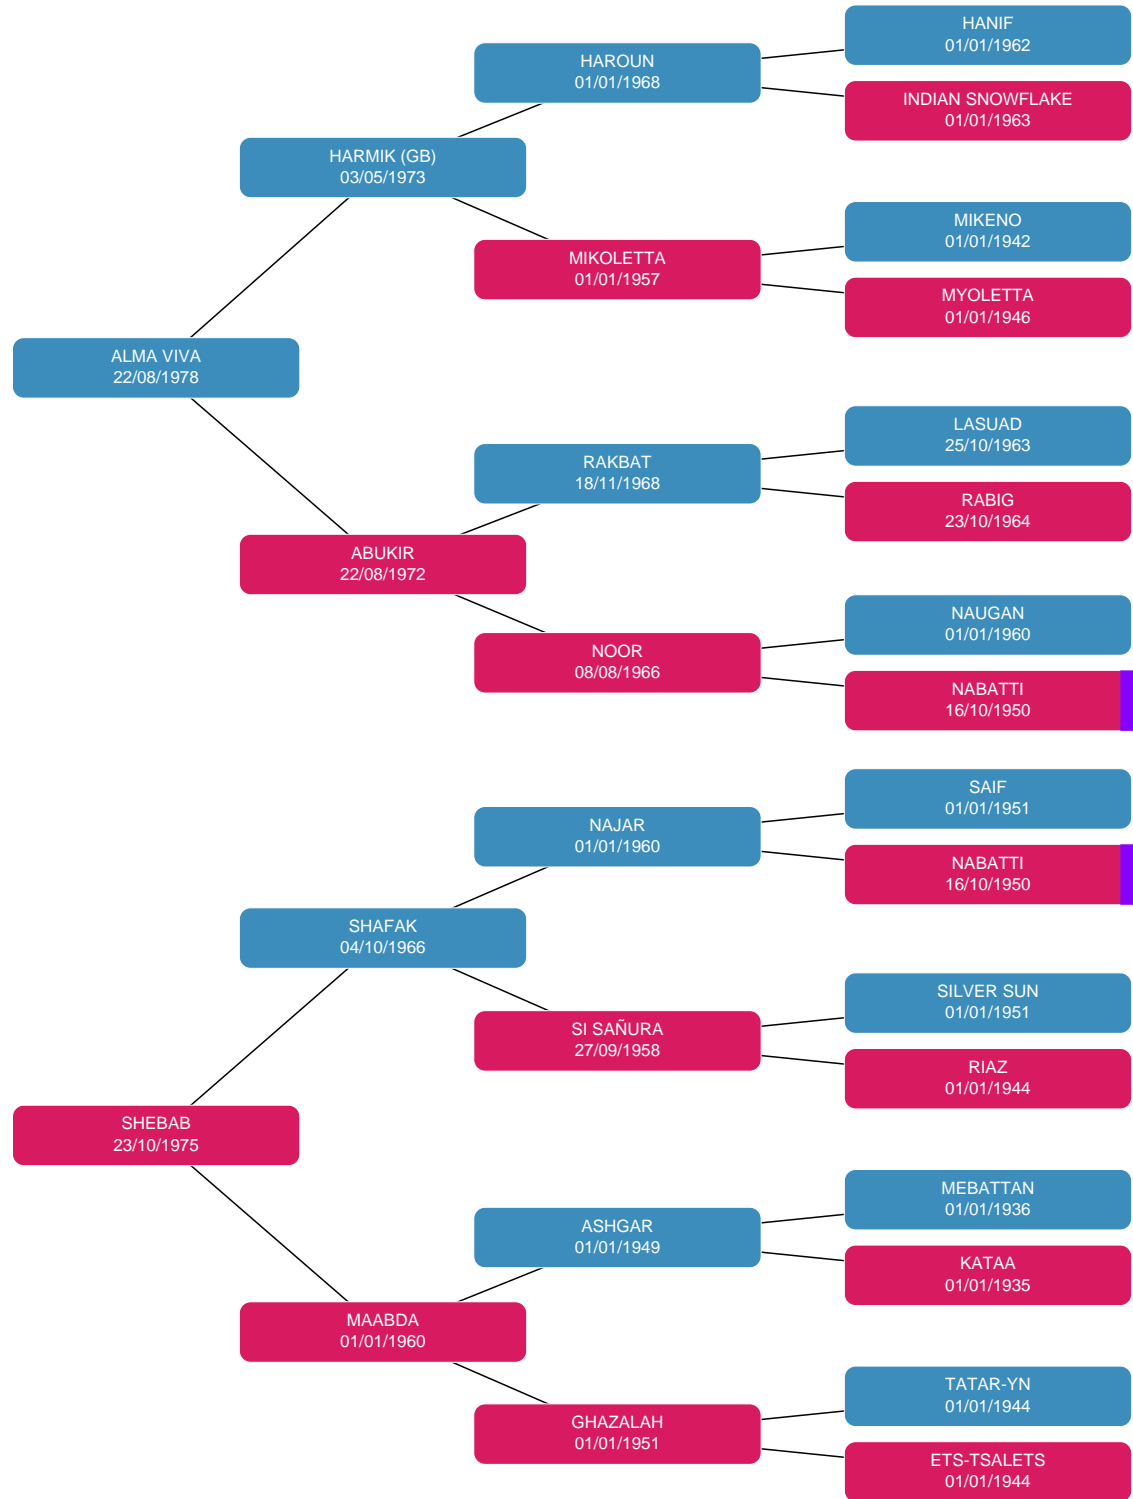 HANIF
01/01/1962
HAROUN
01/01/1968
INDIAN SNOWFLAKE
01/01/1963
HARMIK (GB)
03/05/1973
MIKENO
01/01/1942
MIKOLETTA
01/01/1957
MYOLETTA
01/01/1946
ALMA VIVA
22/08/1978
LASUAD
25/10/1963
RAKBAT
18/11/1968
RABIG
23/10/1964
ABUKIR
22/08/1972
NAUGAN
01/01/1960
NOOR
08/08/1966
NABATTI
16/10/1950
SAIF
01/01/1951
NAJAR
01/01/1960
NABATTI
16/10/1950
SHAFAK
04/10/1966
SILVER SUN
01/01/1951
SI SAÑURA
27/09/1958
RIAZ
01/01/1944
SHEBAB
23/10/1975
MEBATTAN
01/01/1936
ASHGAR
01/01/1949
KATAA
01/01/1935
MAABDA
01/01/1960
TATAR-YN
01/01/1944
GHAZALAH
01/01/1951
ETS-TSALETS
01/01/1944